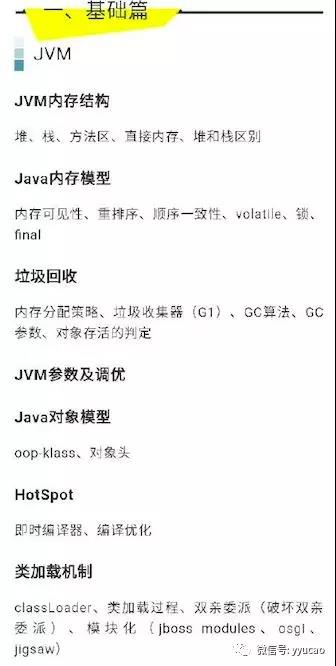 一、基础篇
JVM
JVM内存结构
堆、栈、方法区、直接内存、堆和栈区别
Java内存模型
内存可见性、重排序、顺序一致性、volatile、锁、
final
垃圾回收
内存分配策略、垃圾收集器（G1）、GC算法、GC
参数、对象存活的判定
JVM参数及调优
Java对象模型
oop-klass、对象头
HotSpot
即时编译器、编译优化
类加载机制
classLoader、类加载过程、双亲委派（破坏双亲
委派）、模块化（jboss modules、osgi、
jigsaw）
微信号: yyucao